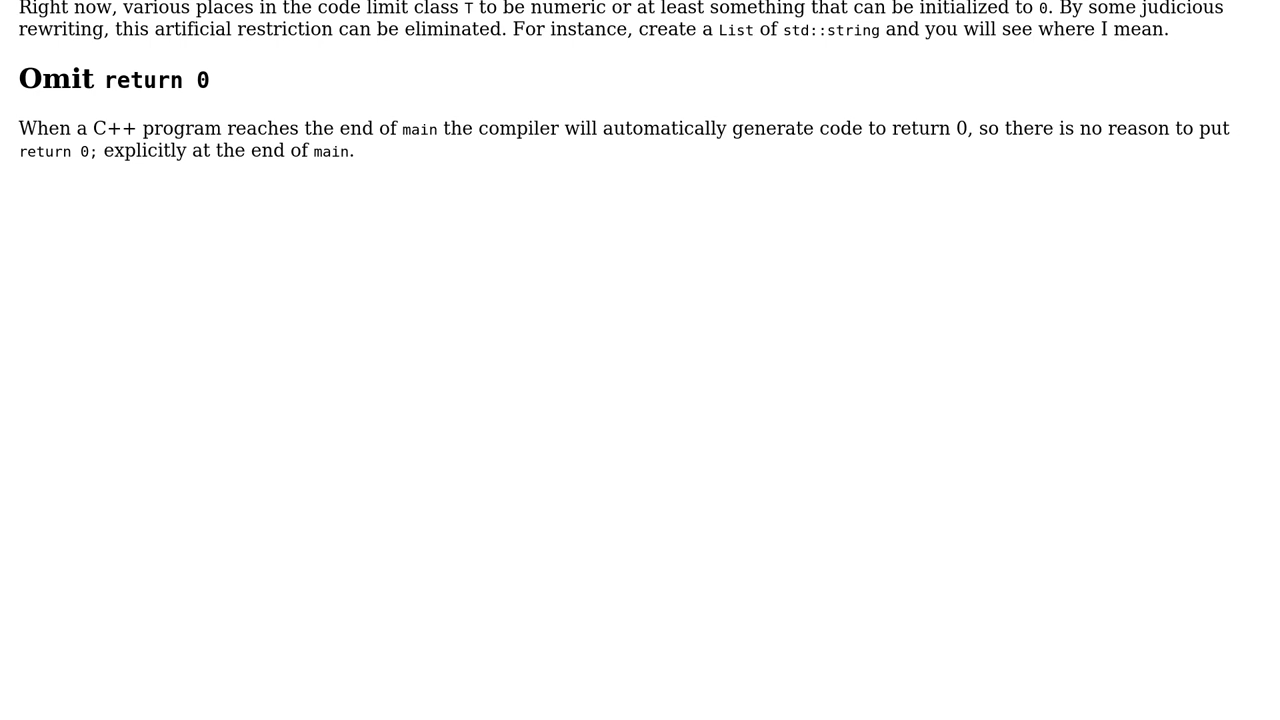 Right now, various places in the code limit class T to be numeric or at least something that can be initialized to 0. By some judicious
rewriting, this artificial restriction can be eliminated. For instance, create a List of std::string and you will see where I mean.
Omit return 0
When a C++ program reaches the end of main the compiler will automatically generate code to return 0, so there is no reason to put
return 0; explicitly at the end of main.